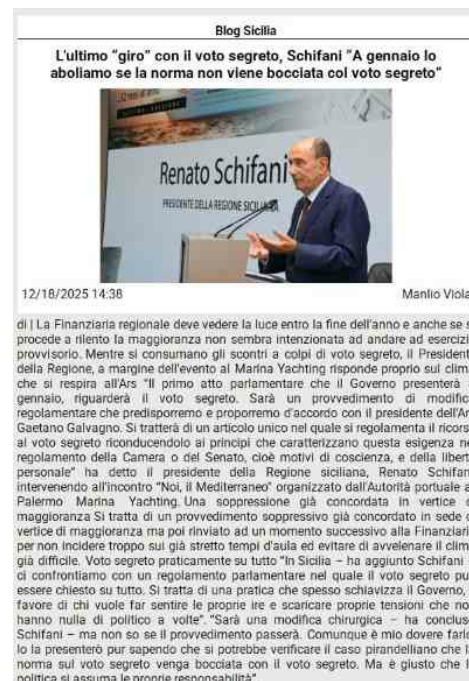 Blog Sicilia
L'ultimo "giro" con il voto segreto, Schifani "A gennaio lo
aboliamo se la norma non viene bocciata col voto segreto"
Renato Schifani
PRESIDENTE DELLA REGIONE SICILIANA
12/18/2025 14:38
Manlio Viola
di | La Finanziaria regionale deve vedere la luce entro la fine dell'anno e anche se s
procede a rilento la maggioranza non sembra intenzionata ad andare ad esercizi
provvisorio. Mentre si consumano gli scontri a colpi di voto segreto, il President
della Regione, a margine dell'evento al Marina Yachting risponde proprio sul clim
che si respira all'Ars "Il primo atto parlamentare che il Governo presenterà
gennaio, riguarderà il voto segreto. Sarà un provvedimento di modific
regolamentare che predisporremo e proporremo d'accordo con il presidente dell'Ar
Gaetano Galvagno. Si tratterà di un articolo unico nel quale si regolamenta il ricors
al voto segreto riconducendolo ai principi che caratterizzano questa esigenza ne
regolamento della Camera o del Senato, cioè motivi di coscienza, e della libert
personale" ha detto il presidente della Regione siciliana, Renato Schifan
intervenendo all'incontro "Noi, il Mediterraneo" organizzato dall'Autorità portuale a
Palermo Marina Yachting. Una soppressione già concordata in vertice d
maggioranza Si tratta di un provvedimento soppressivo già concordato in sede d
vertice di maggioranza ma poi rinviato ad un momento successivo alla Finanziari
per non incidere troppo sui già stretto tempi d'aula ed evitare di avvelenare il clim
già difficile. Voto segreto praticamente su tutto "In Sicilia – ha aggiunto Schifani
ci confrontiamo con un regolamento parlamentare nel quale il voto segreto pu
essere chiesto su tutto. Si tratta di una pratica che spesso schiavizza il Governo,
favore di chi vuole far sentire le proprie ire e scaricare proprie tensioni che no
hanno nulla di politico a volte". "Sarà una modifica chirurgica – ha conclus
Schifani – ma non so se il provvedimento passerà. Comunque è mio dovere farlo
Io la presenterò pur sapendo che si potrebbe verificare il caso pirandelliano che l
norma sul voto segreto venga bocciata con il voto segreto. Ma è giusto che l
politica si assuma le proprie responsabilità"